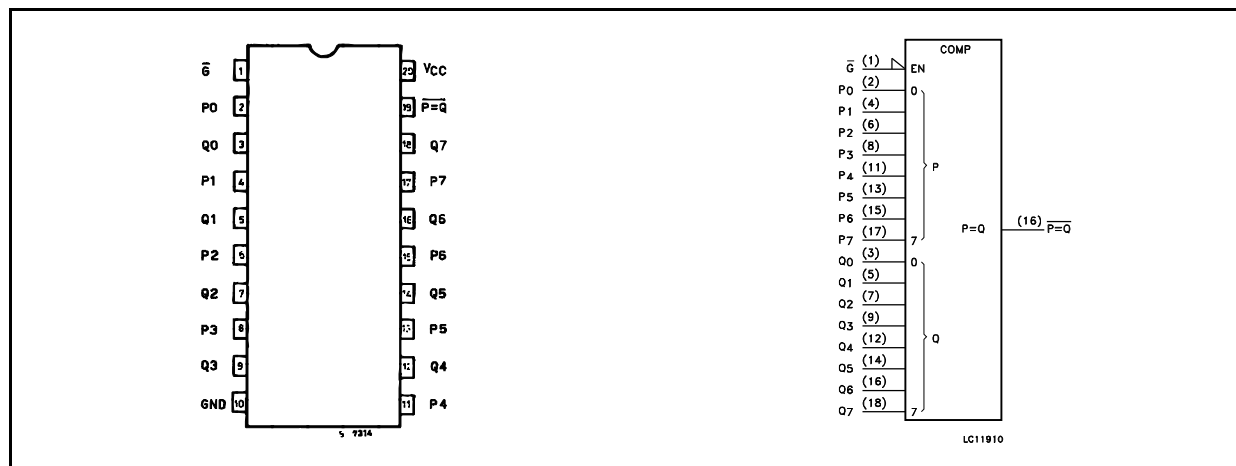 G̅ 1
P0 2
Q0 3
P1 4
Q1 5
P2 6
Q2 7
P3 8
Q3 9
GND 10
20 VCC
19 P̅=̅Q̅
18 Q7
17 P7
16 Q6
15 P6
14 Q5
13 P5
12 Q4
11 P4
S 7314
COMP
G̅ (1) EN
P0 (2) 0
P1 (4)
P2 (6)
P3 (8)
P4 (11)
P
P5 (13)
P6 (15)
P7 (17) 7
P=Q (16) P̅=̅Q̅
Q0 (3) 0
Q1 (5)
Q2 (7)
Q3 (9)
Q4 (12)
Q
Q5 (14)
Q6 (16)
Q7 (18) 7
LC11910